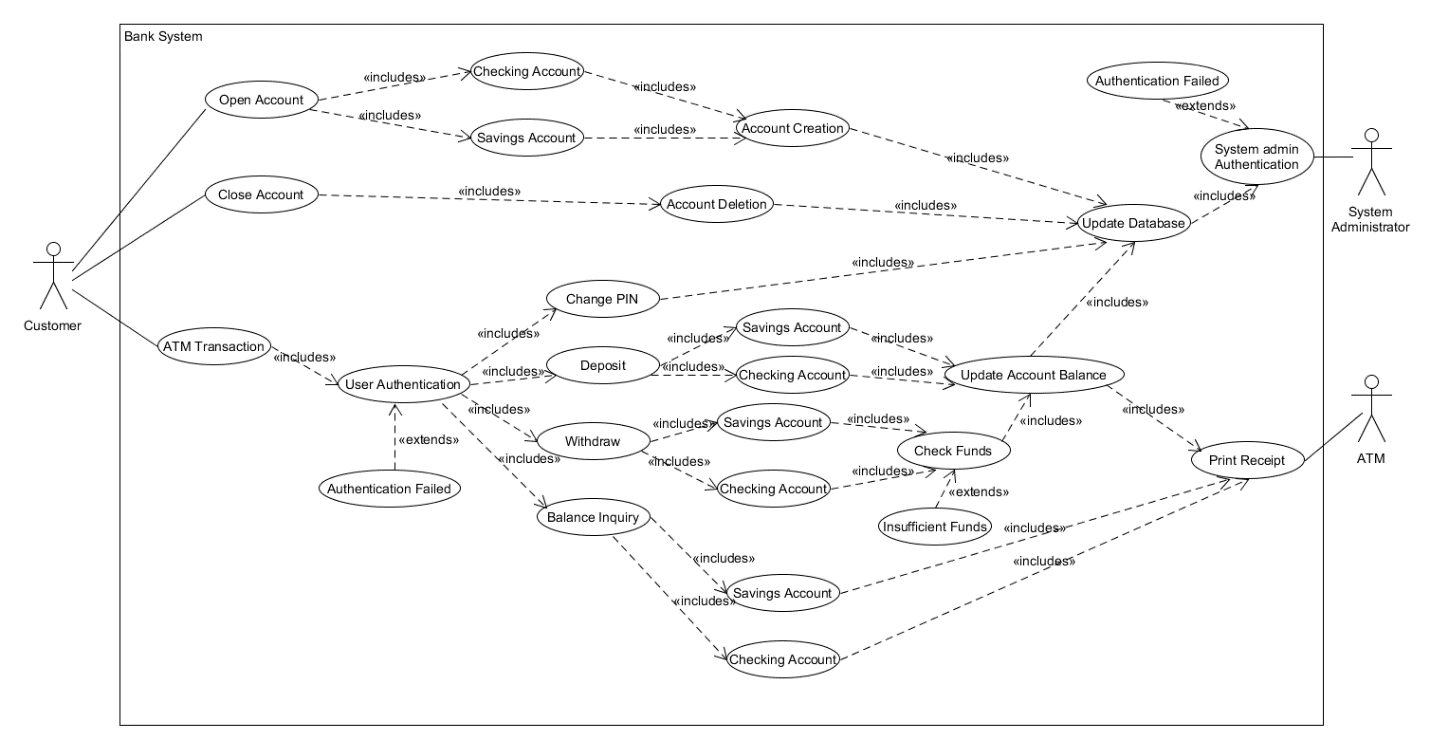 Bank System
Checking Account
Authentication Failed
«includes»
«includes»
Open Account
«extends»
«includes»
Savings Account
«includes»
Account Creation
System admin
Authentication
«includes»
Close Account
«includes»
Account Deletion
«includes»
«includes»
Update Database
System
Administrator
«includes»
Customer
Change PIN
«includes»
«includes»
Savings Account
«includes»
«includes»
ATM Transaction
«includes»
Deposit
«includes»
«includes»
Checking Account
«includes»
Update Account Balance
User Authentication
«includes»
«includes»
«includes»
Savings Account
«includes»
«includes»
«extends»
Withdraw
Check Funds
«includes»
«includes»
«includes»
Print Receipt
ATM
Authentication Failed
Checking Account
«extends»
Balance Inquiry
Insufficient Funds
«includes»
«includes»
«includes»
Savings Account
«includes»
Checking Account